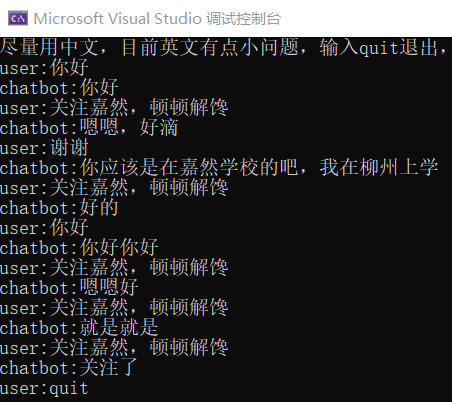 Microsoft Visual Studio 调试控制台
尽量用中文，目前英文有点小问题，输入quit退出，
user:你好
chatbot:你好
user:关注嘉然，顿顿解馋
chatbot:嗯嗯，好滴
user:谢谢
chatbot:你应该是在嘉然学校的吧，我在柳州上学
user:关注嘉然，顿顿解馋
chatbot:好的
user:你好
chatbot:你好你好
user:关注嘉然，顿顿解馋
chatbot:嗯嗯好
user:关注嘉然，顿顿解馋
chatbot:就是就是
user:关注嘉然，顿顿解馋
chatbot:关注了
user:quit